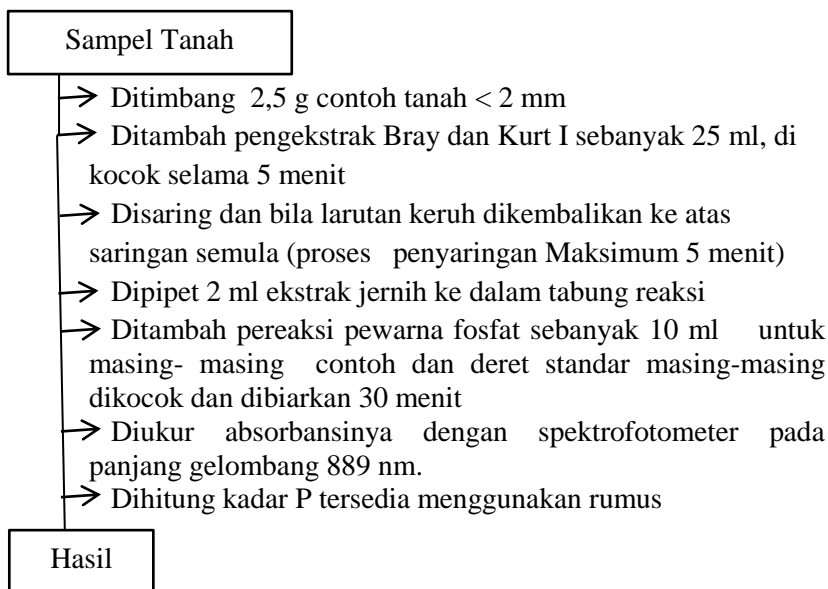 Sampel Tanah
Ditimbang 2,5 g contoh tanah < 2 mm
Ditambah pengekstrak Bray dan Kurt I sebanyak 25 ml, di
kocok selama 5 menit
Disaring dan bila larutan keruh dikembalikan ke atas
saringan semula (proses penyaringan Maksimum 5 menit)
Dipipet 2 ml ekstrak jernih ke dalam tabung reaksi
Ditambah pereaksi pewarna fosfat sebanyak 10 ml untuk
masing- masing contoh dan deret standar masing-masing
dikocok dan dibiarkan 30 menit
Diukur absorbansinya dengan spektrofotometer pada
panjang gelombang 889 nm.
Dihitung kadar P tersedia menggunakan rumus
Hasil